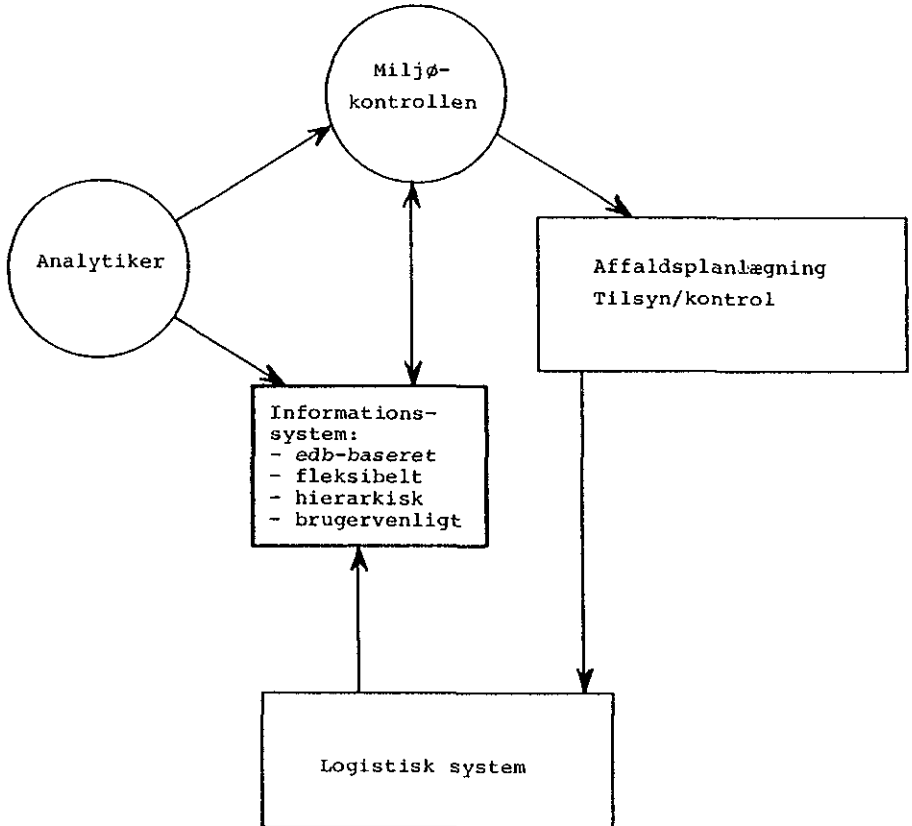 Miljø-
kontrollen
Analytiker
Affaldsplanlægning
Tilsyn/kontrol
Informations-
system:
- edb-baseret
- fleksibelt
- hierarkisk
- brugervenligt
Logistisk system